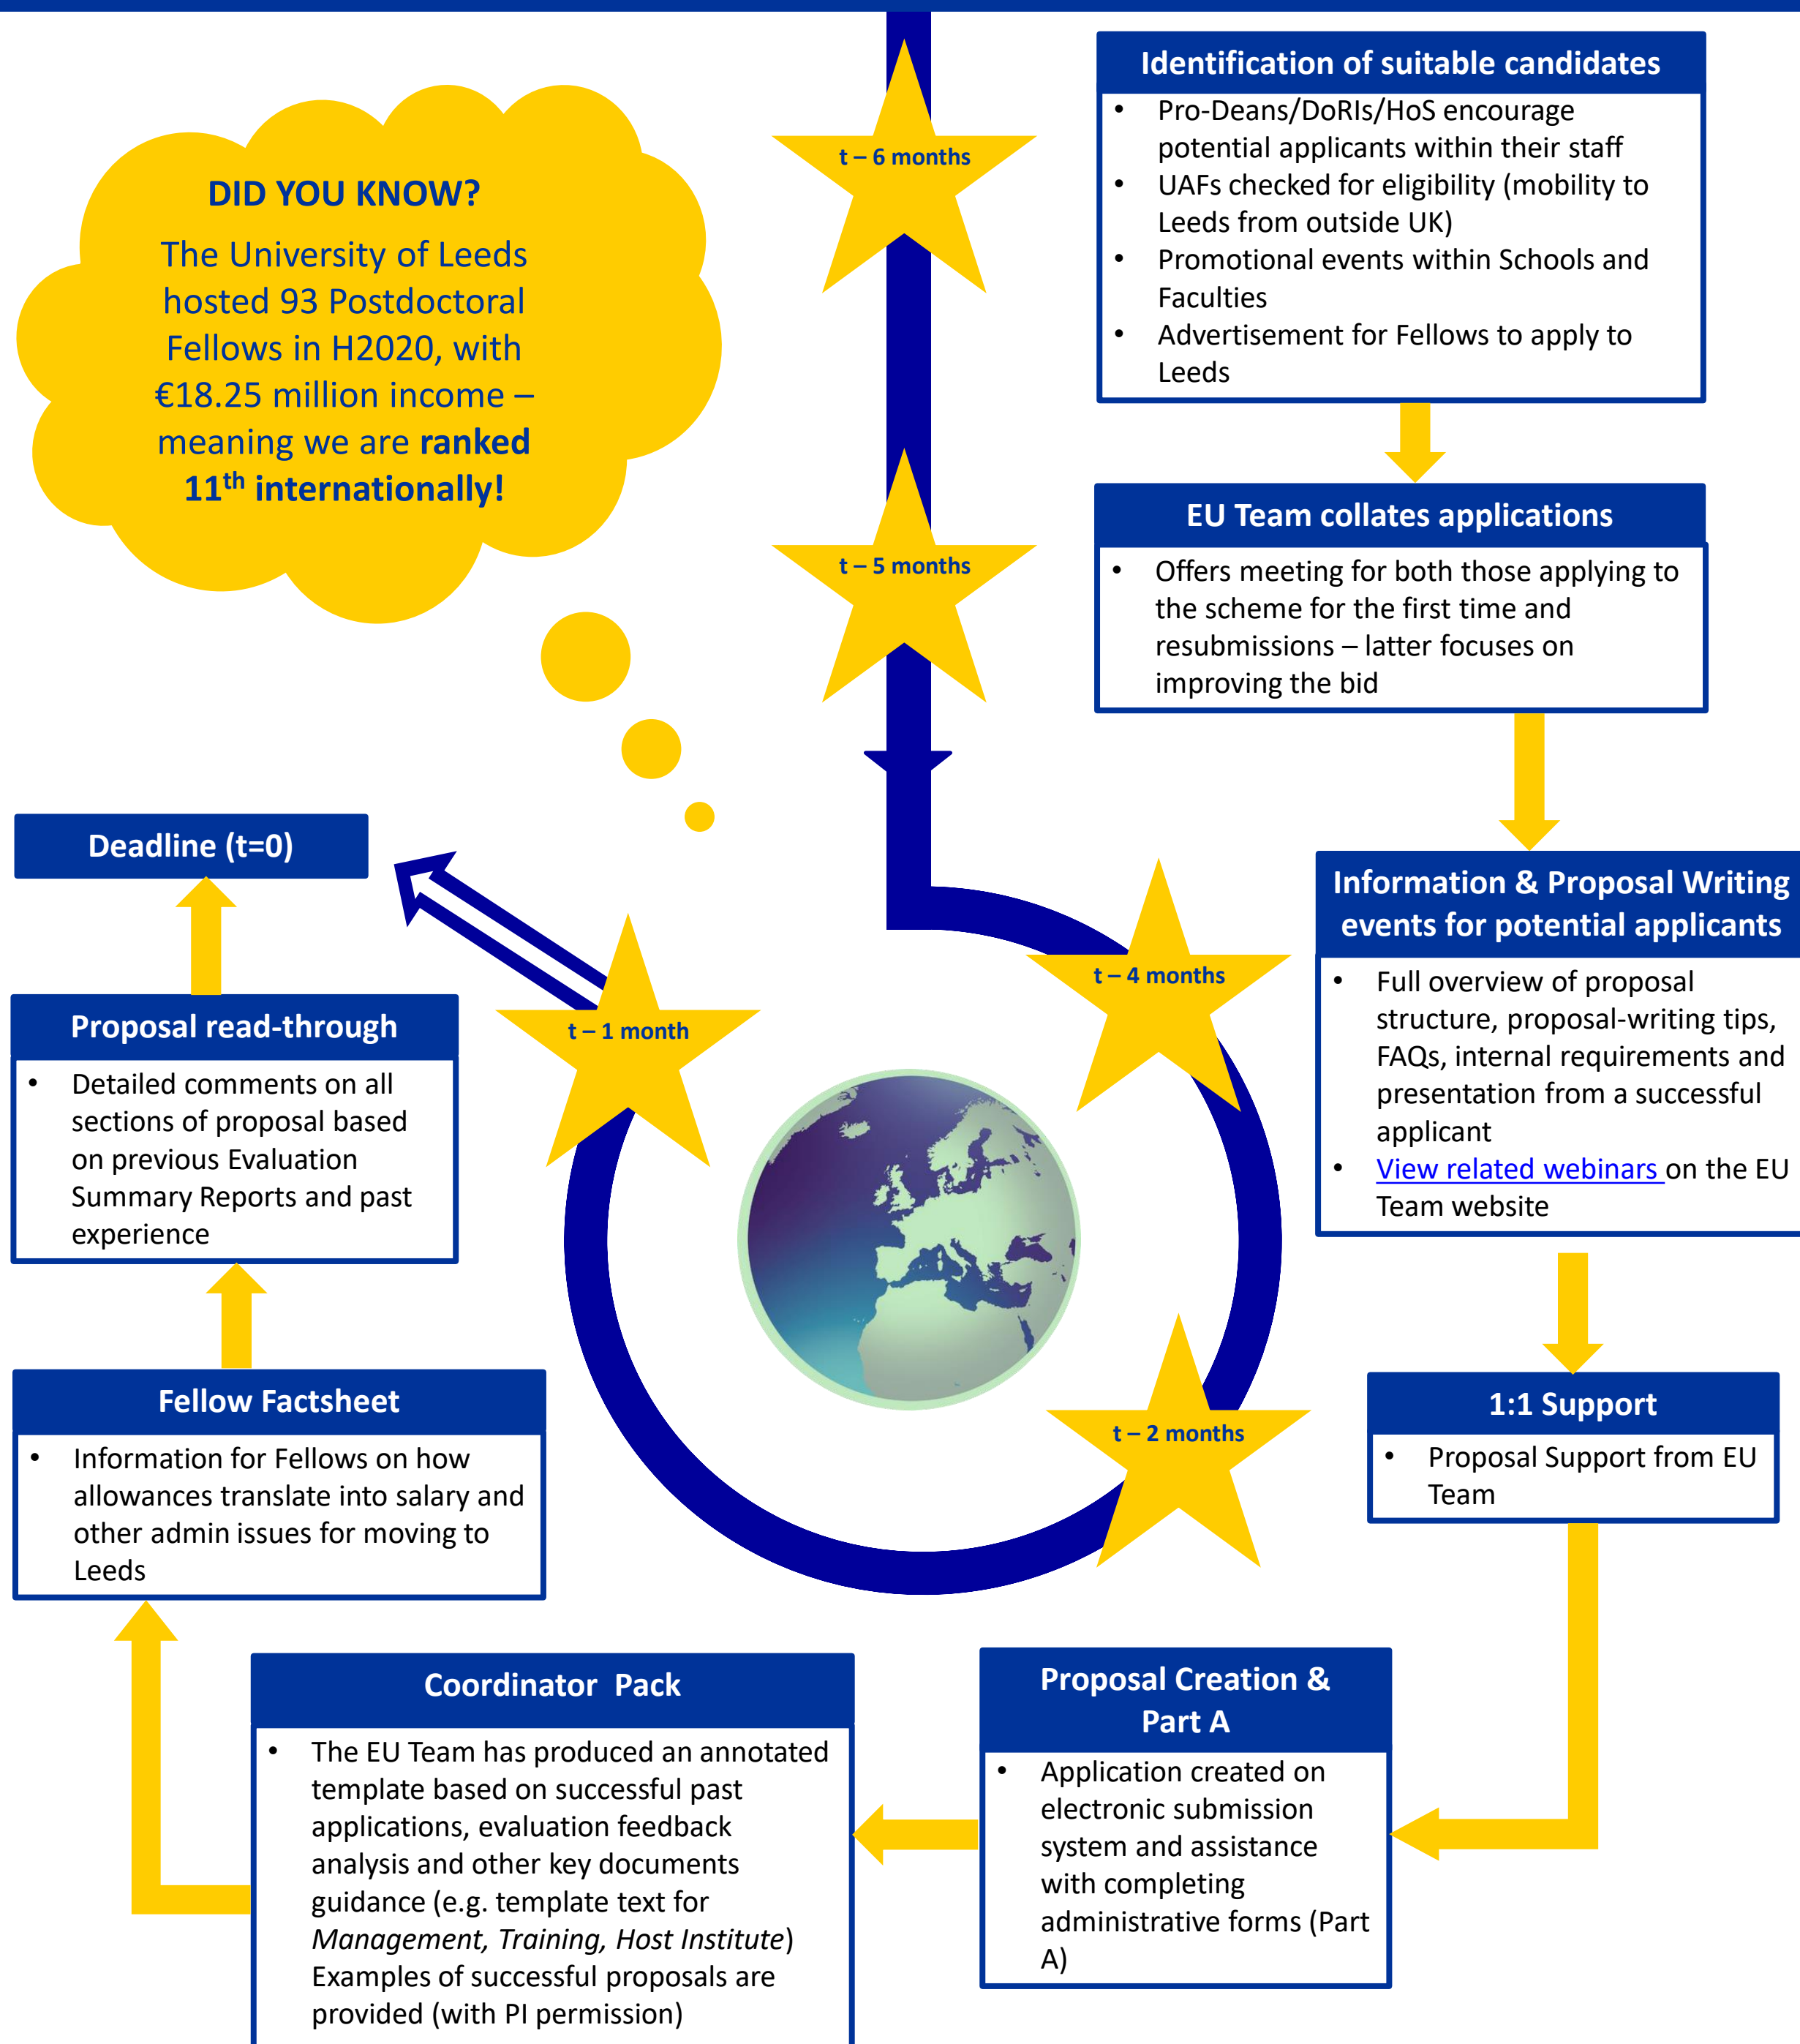 DID YOU KNOW?
The University of Leeds
hosted 93 Postdoctoral
Fellows in H2020, with
€18.25 million income –
meaning we are ranked
11th internationally!
t – 6 months
Identification of suitable candidates
• Pro-Deans/DoRIs/HoS encourage
potential applicants within their staff
• UAFs checked for eligibility (mobility to
Leeds from outside UK)
• Promotional events within Schools and
Faculties
• Advertisement for Fellows to apply to
Leeds
t – 5 months
EU Team collates applications
• Offers meeting for both those applying to
the scheme for the first time and
resubmissions – latter focuses on
improving the bid
t – 4 months
Information & Proposal Writing
events for potential applicants
• Full overview of proposal
structure, proposal-writing tips,
FAQs, internal requirements and
presentation from a successful
applicant
• View related webinars on the EU
Team website
t – 2 months
1:1 Support
• Proposal Support from EU
Team
Proposal Creation &
Part A
• Application created on
electronic submission
system and assistance
with completing
administrative forms (Part
A)
Coordinator Pack
• The EU Team has produced an annotated
template based on successful past
applications, evaluation feedback
analysis and other key documents
guidance (e.g. template text for
Management, Training, Host Institute)
Examples of successful proposals are
provided (with PI permission)
Fellow Factsheet
• Information for Fellows on how
allowances translate into salary and
other admin issues for moving to
Leeds
t – 1 month
Proposal read-through
• Detailed comments on all
sections of proposal based
on previous Evaluation
Summary Reports and past
experience
Deadline (t=0)